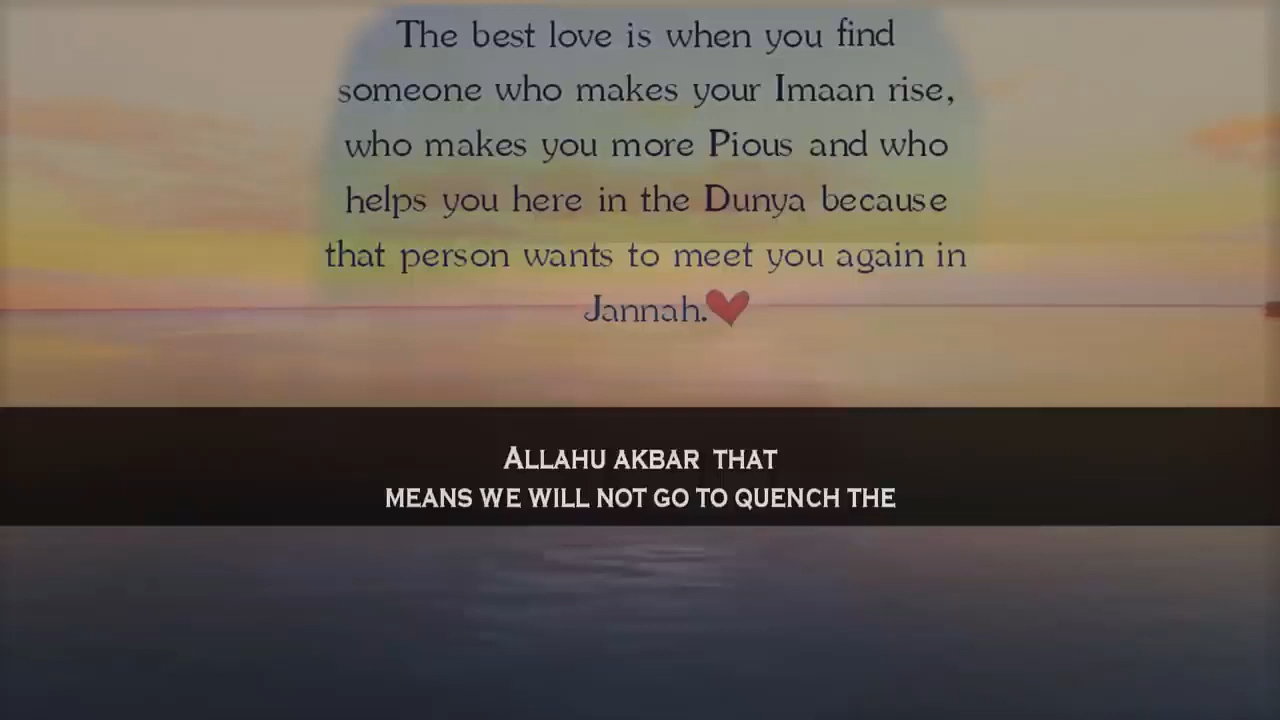 The best love is when you find
someone who makes your Imaan rise,
who makes you more Pious and who
helps you here in the Dunya because
that person wants to meet you again in
Jannah.❤
ALLAHU AKBAR THAT
MEANS WE WILL NOT GO TO QUENCH THE